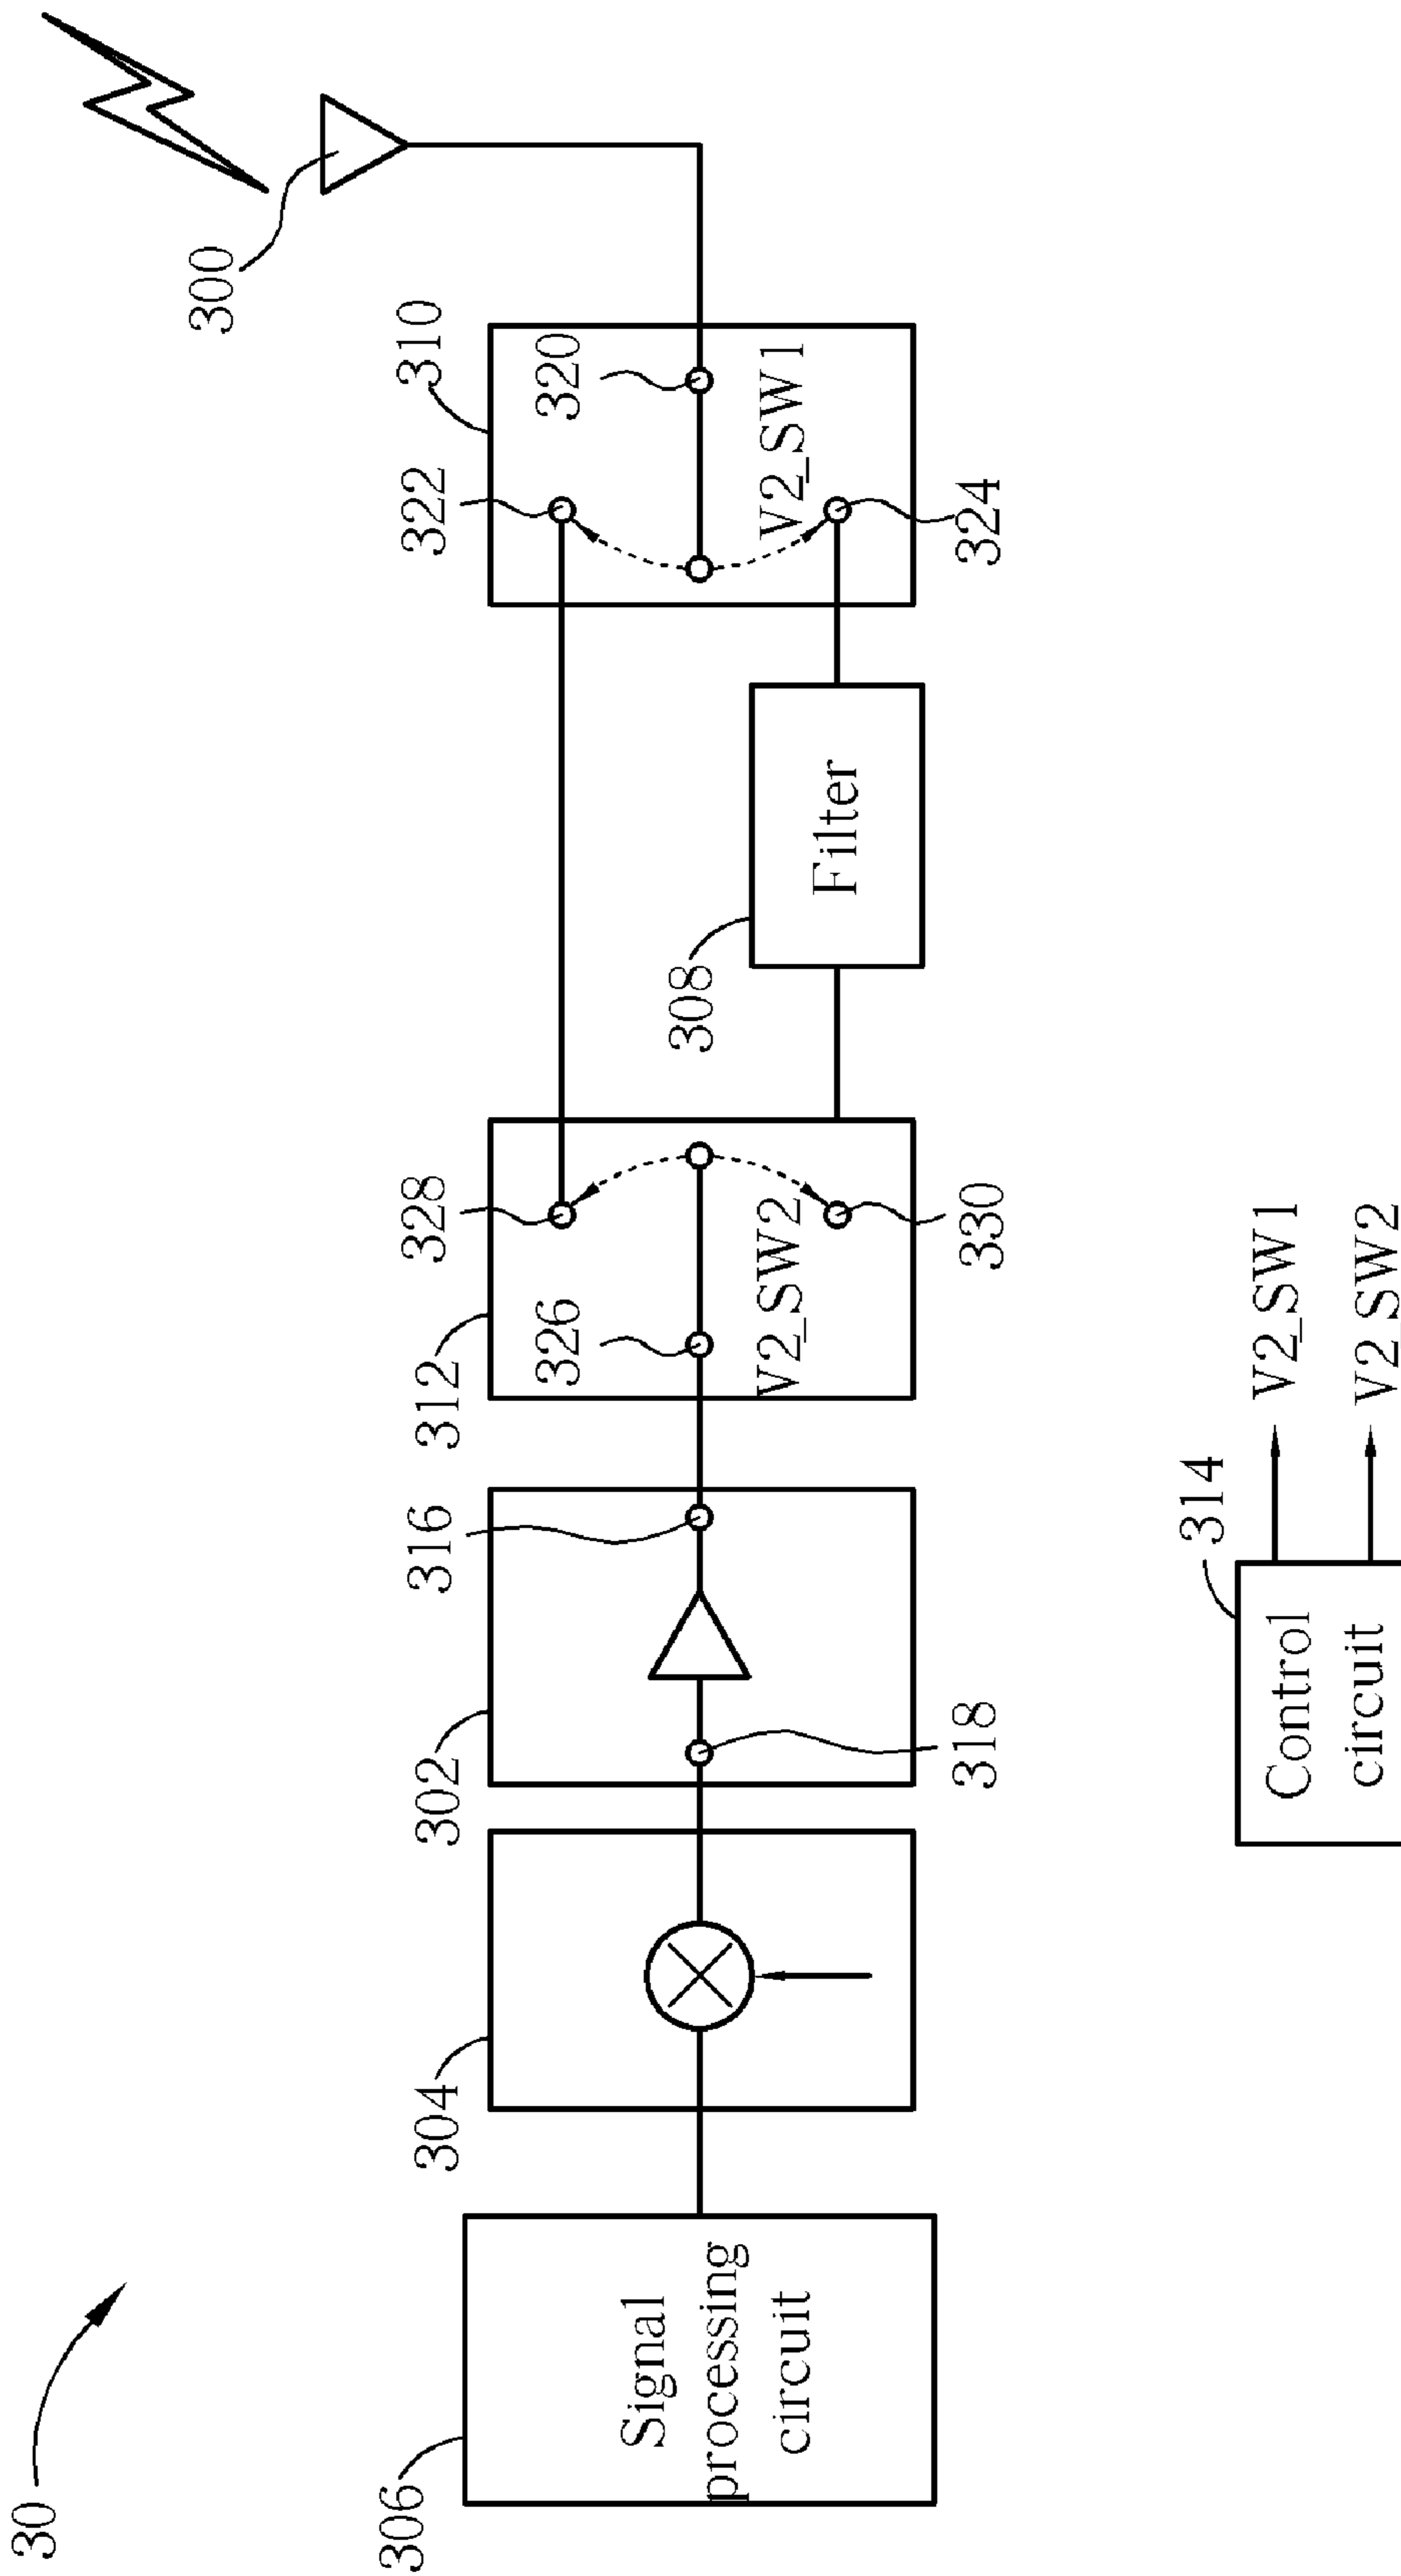 30
300
310
322
320
V2_SW1
324
308
Filter
312
328
326
V2_SW2
330
302
316
318
304
306
Signal
processing
circuit
314
Control
circuit
V2_SW1
V2_SW2